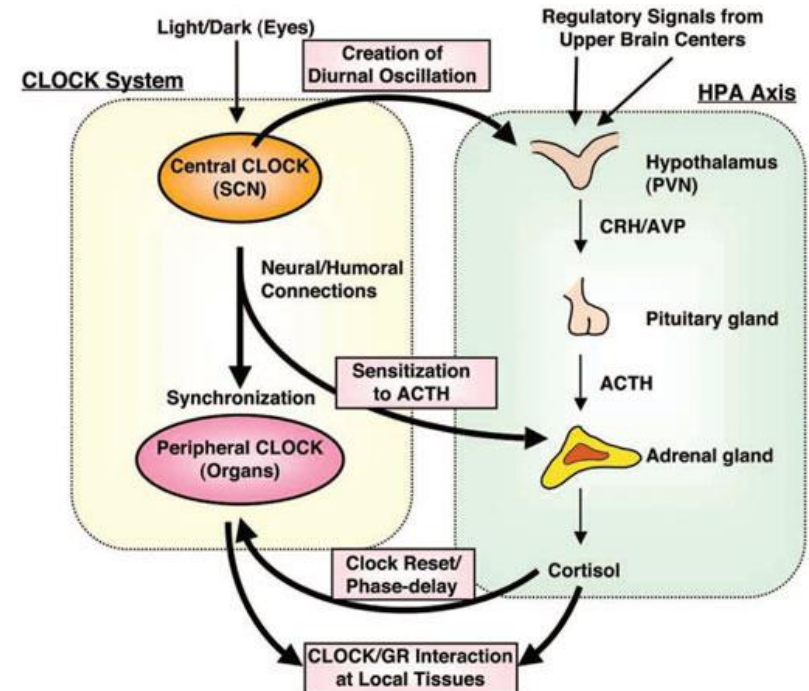 Light/Dark (Eyes)
Regulatory Signals from
Upper Brain Centers
Creation of
Diurnal Oscillation
CLOCK System
HPA Axis
Central CLOCK
(SCN)
Hypothalamus
(PVN)
CRH/AVP
Neural/Humoral
Connections
Pituitary gland
Sensitization
to ACTH
ACTH
Synchronization
Peripheral CLOCK
(Organs)
Adrenal gland
Clock Reset/
Phase-delay
Cortisol
CLOCK/GR Interaction
at Local Tissues